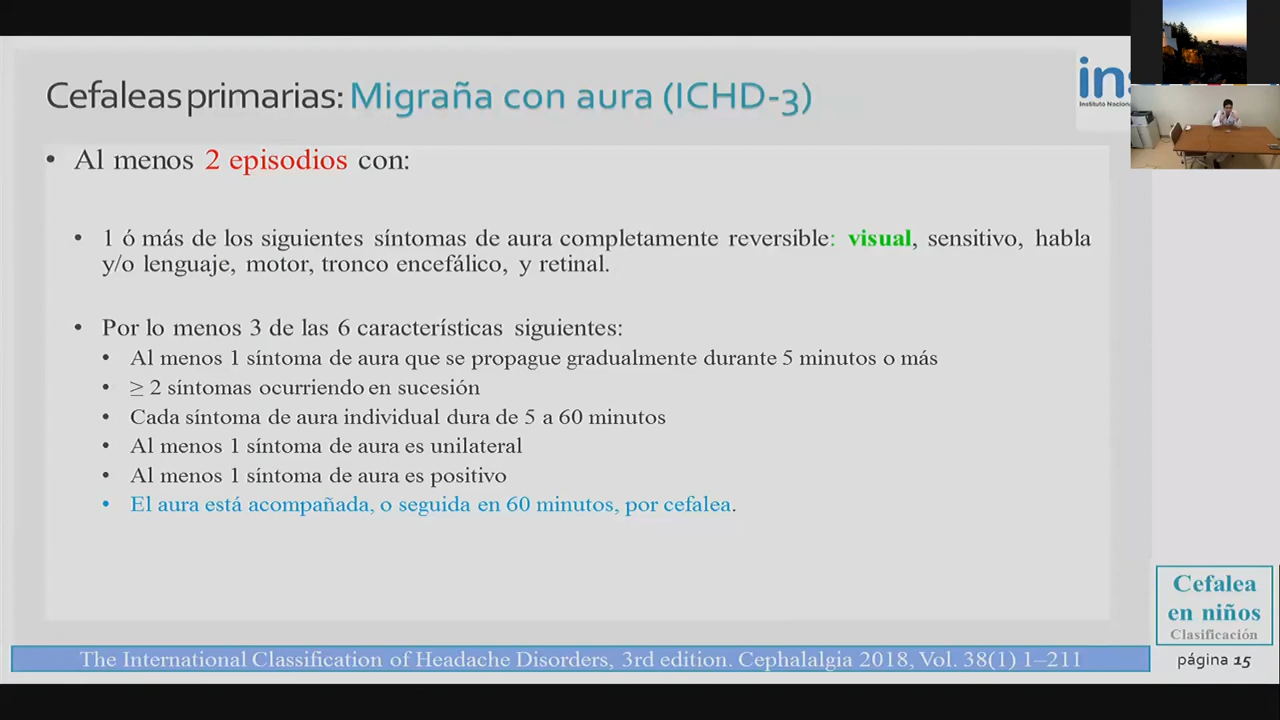 Cefaleas primarias: Migraña con aura (ICHD-3)
• Al menos 2 episodios con:
• 1 ó más de los siguientes síntomas de aura completamente reversible: visual, sensitivo, habla
y/o lenguaje, motor, tronco encefálico, y retinal.
• Por lo menos 3 de las 6 características siguientes:
• Al menos 1 síntoma de aura que se propague gradualmente durante 5 minutos o más
• ≥ 2 síntomas ocurriendo en sucesión
• Cada síntoma de aura individual dura de 5 a 60 minutos
• Al menos 1 síntoma de aura es unilateral
• Al menos 1 síntoma de aura es positivo
• El aura está acompañada, o seguida en 60 minutos, por cefalea.
Instituto
Cefalea
en niños
Clasificación
The International Classification of Headache Disorders, 3rd edition. Cephalalgia 2018, Vol. 38(1) 1–211
página 15